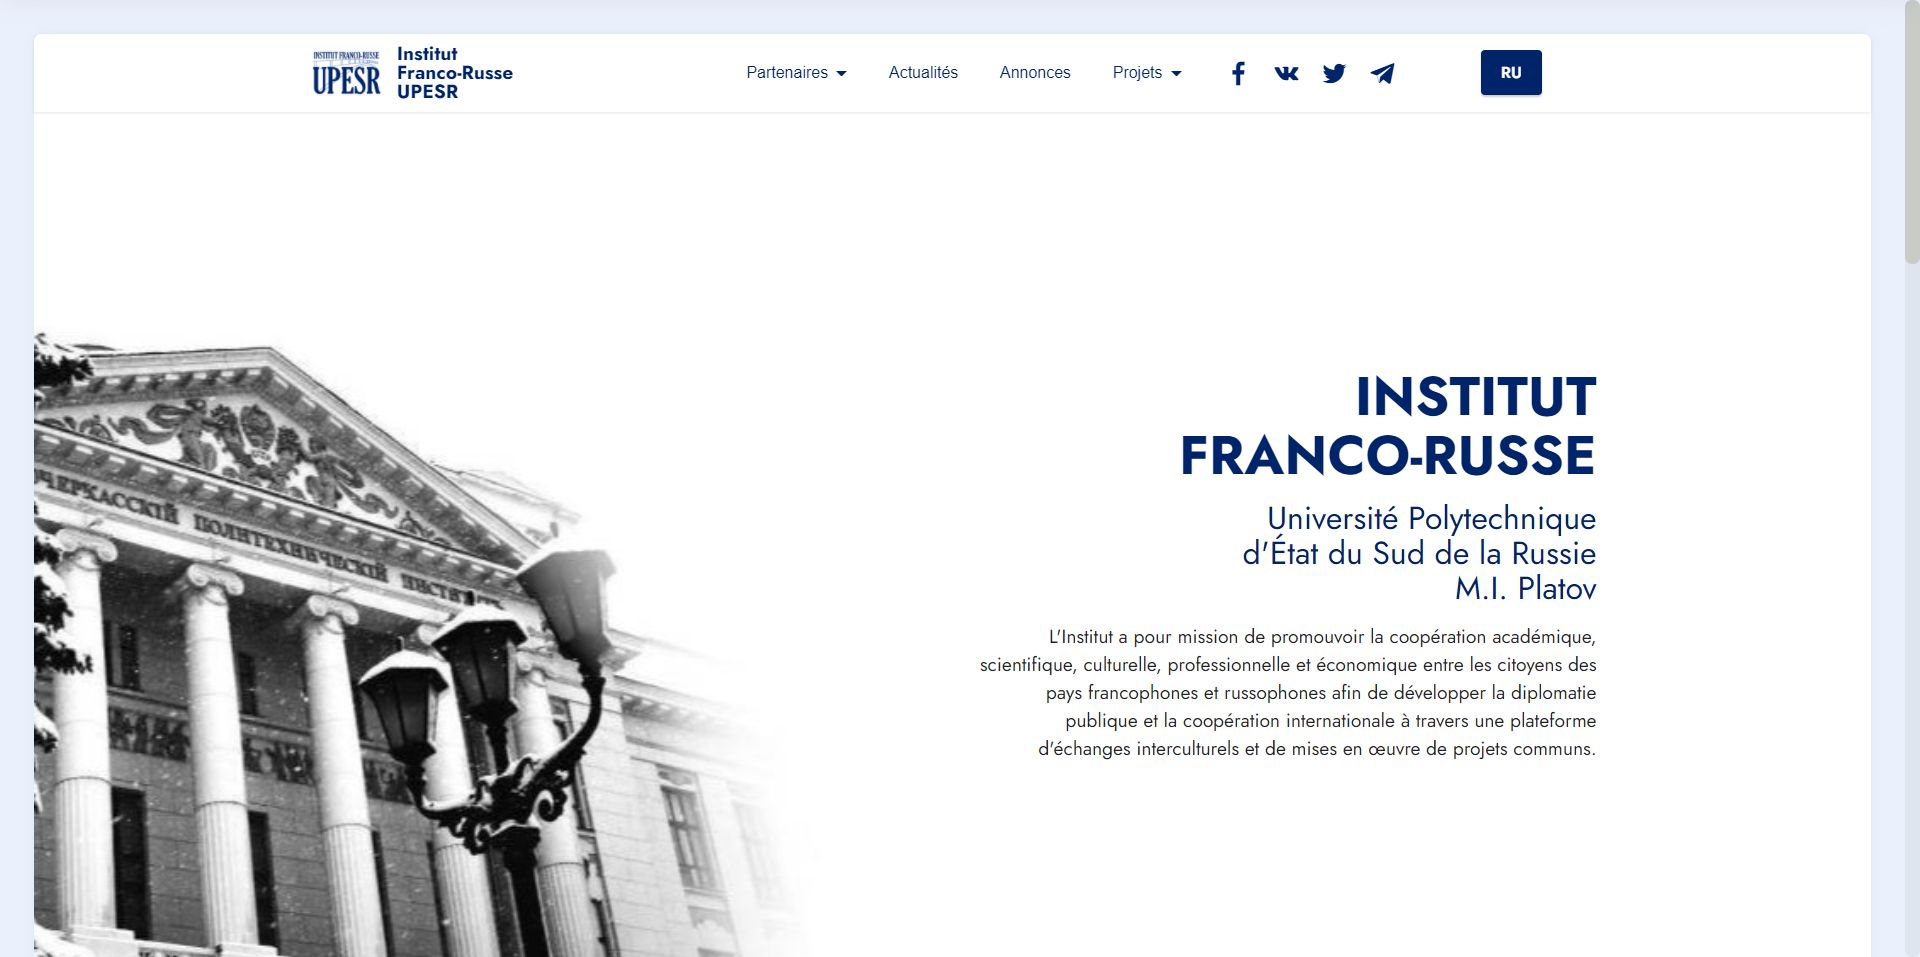 INSTITUT FRANCO-RUSSE
UPESR
Institut
Franco-Russe
UPESR
Partenaires
Actualités
Annonces
Projets
RU
INSTITUT
FRANCO-RUSSE
Université Polytechnique
d'État du Sud de la Russie
M.I. Platov
L'Institut a pour mission de promouvoir la coopération académique,
scientifique, culturelle, professionnelle et économique entre les citoyens des
pays francophones et russophones afin de développer la diplomatie
publique et la coopération internationale à travers une plateforme
d'échanges interculturels et de mises en œuvre de projets communs.
ЧЕРКАССКІЙ ПОЛИТЕХНИЧЕСКІЙ